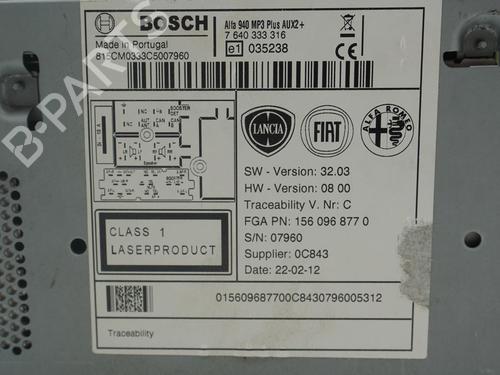 BOSCH
Alfa 940 MP3 Plus AUX2+
7 640 333 316
Made in Portugal
815CM0333C5007960
e1 035238
B-PARTS
LANCIA
FIAT
ALFA ROMEO
SW - Version: 32.03
HW - Version: 08 00
Traceability V. Nr: C
FGA PN: 156 096 877 0
S/N: 07960
Supplier: 0C843
Date: 22-02-12
CLASS 1
LASERPRODUCT
015609687700C8430796005312
Traceability